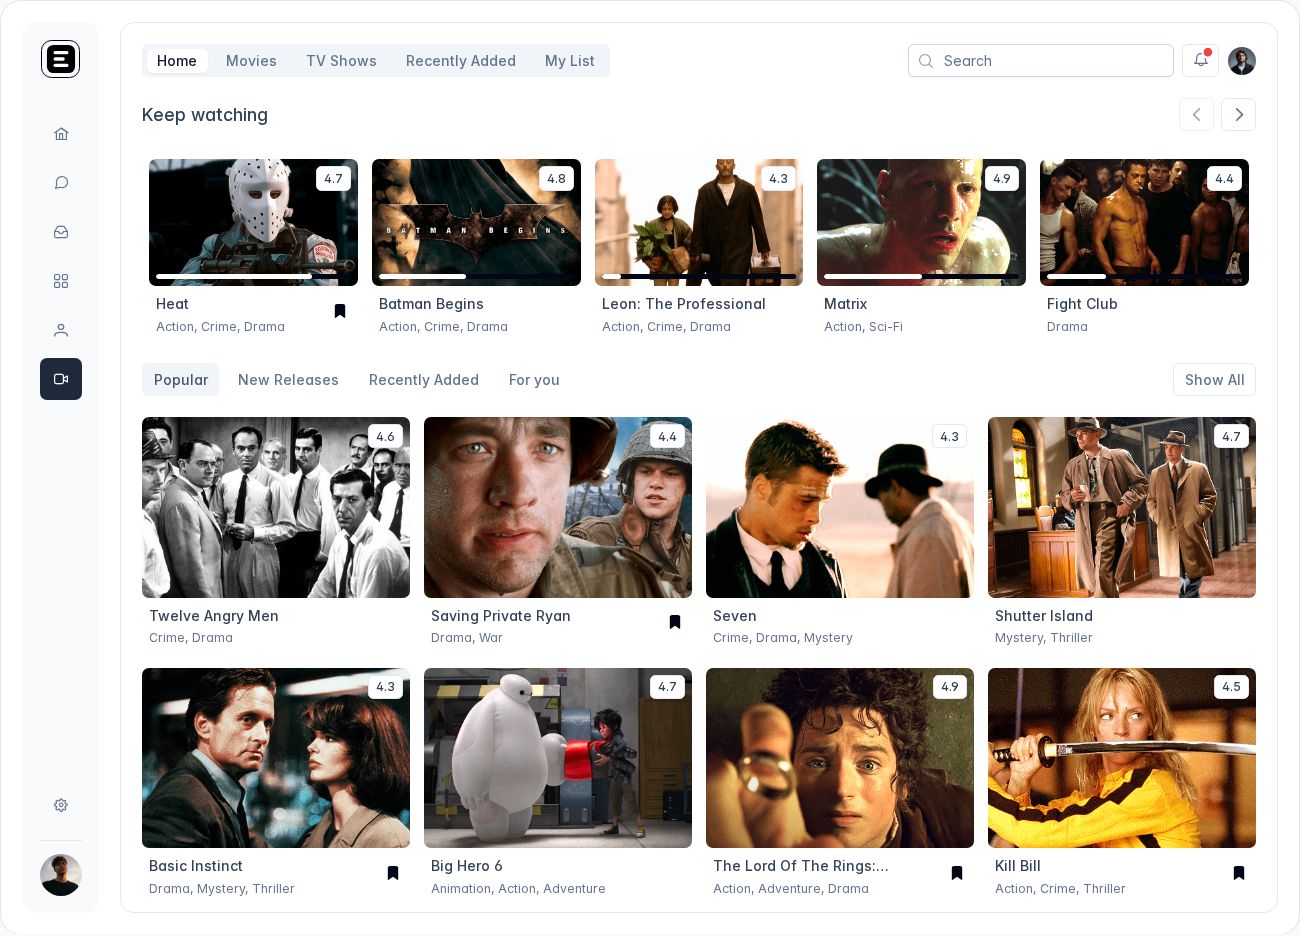 Home Movies TV Shows Recently Added My List
Search
Keep watching
4.7
4.8
4.3
4.9
4.4
BATMAN BEGINS
Heat
Action, Crime, Drama
Batman Begins
Action, Crime, Drama
Leon: The Professional
Action, Crime, Drama
Matrix
Action, Sci-Fi
Fight Club
Drama
Popular New Releases Recently Added For you
Show All
4.6
4.4
4.3
4.7
Twelve Angry Men
Crime, Drama
Saving Private Ryan
Drama, War
Seven
Crime, Drama, Mystery
Shutter Island
Mystery, Thriller
4.3
4.7
4.9
4.5
Basic Instinct
Drama, Mystery, Thriller
Big Hero 6
Animation, Action, Adventure
The Lord Of The Rings:...
Action, Adventure, Drama
Kill Bill
Action, Crime, Thriller